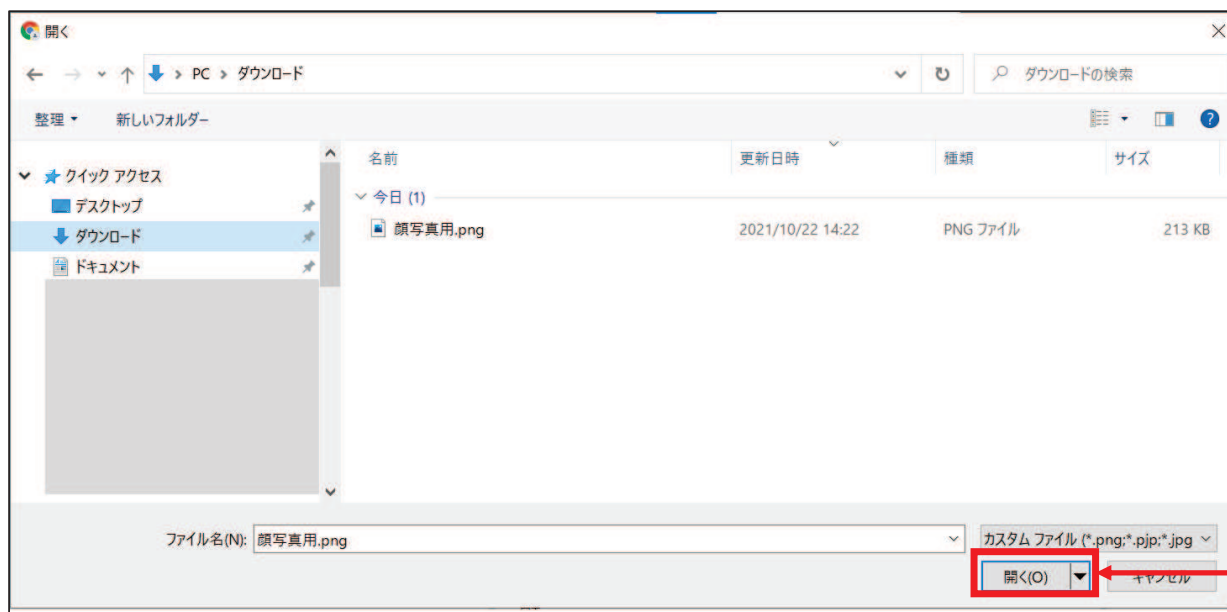 開く
PC > ダウンロード
ダウンロードの検索
整理
新しいフォルダー
名前 更新日時 種類 サイズ
クイック アクセス
今日 (1)
デスクトップ
ダウンロード
顔写真用.png 2021/10/22 14:22 PNG ファイル 213 KB
ドキュメント
ファイル名(N): 顔写真用.png
カスタム ファイル (*.png;*.pjp;*.jpg
開く(O)
キャンセル